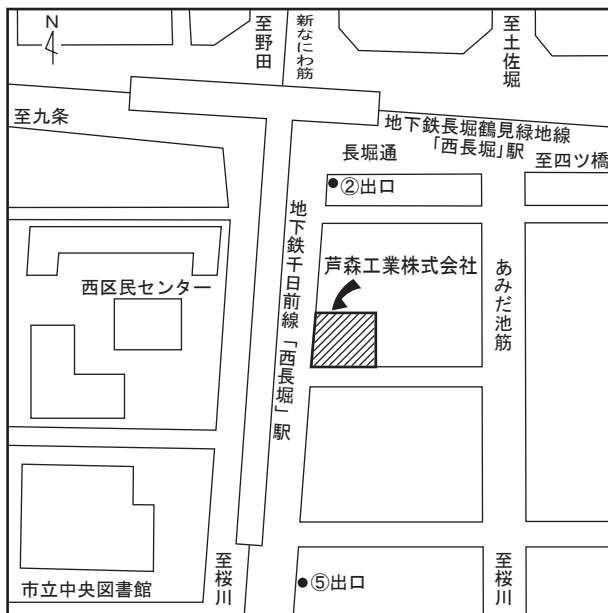 N
至野田
新なにわ筋
至土佐堀
至九条
地下鉄長堀鶴見緑地線
「西長堀」駅
長堀通
至四ツ橋
②出口
地下鉄千日前線「西長堀」駅
芦森工業株式会社
あみだ池筋
西区民センター
市立中央図書館
至桜川
⑤出口
至桜川